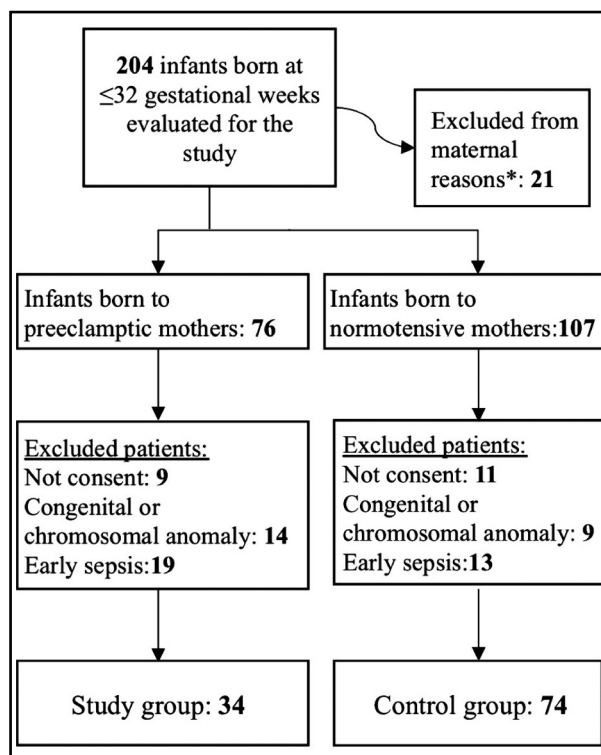 204 infants born at
≤32 gestational weeks
evaluated for the
study
Excluded from
maternal
reasons*: 21
Infants born to
preeclamptic mothers: 76
Infants born to
normotensive mothers:107
Excluded patients:
Not consent: 9
Congenital or
chromosomal anomaly: 14
Early sepsis:19
Excluded patients:
Not consent: 11
Congenital or
chromosomal anomaly: 9
Early sepsis:13
Study group: 34
Control group: 74